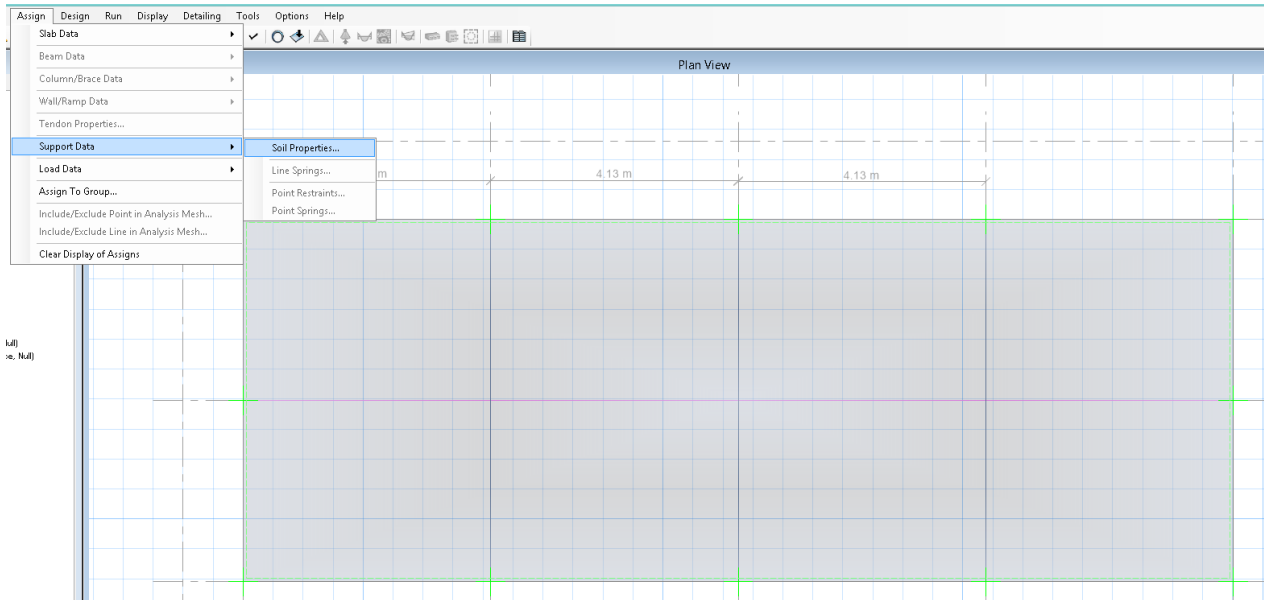 Assign Design Run Display Detailing Tools Options Help
Slab Data
Beam Data
Column/Brace Data
Wall/Ramp Data
Tendon Properties...
Support Data
Load Data
Assign To Group...
Include/Exclude Point in Analysis Mesh...
Include/Exclude Line in Analysis Mesh...
Clear Display of Assigns
Soil Properties...
Line Springs...
Point Restraints...
Point Springs...
Plan View
m
4.13 m
4.13 m
Null)
Null)